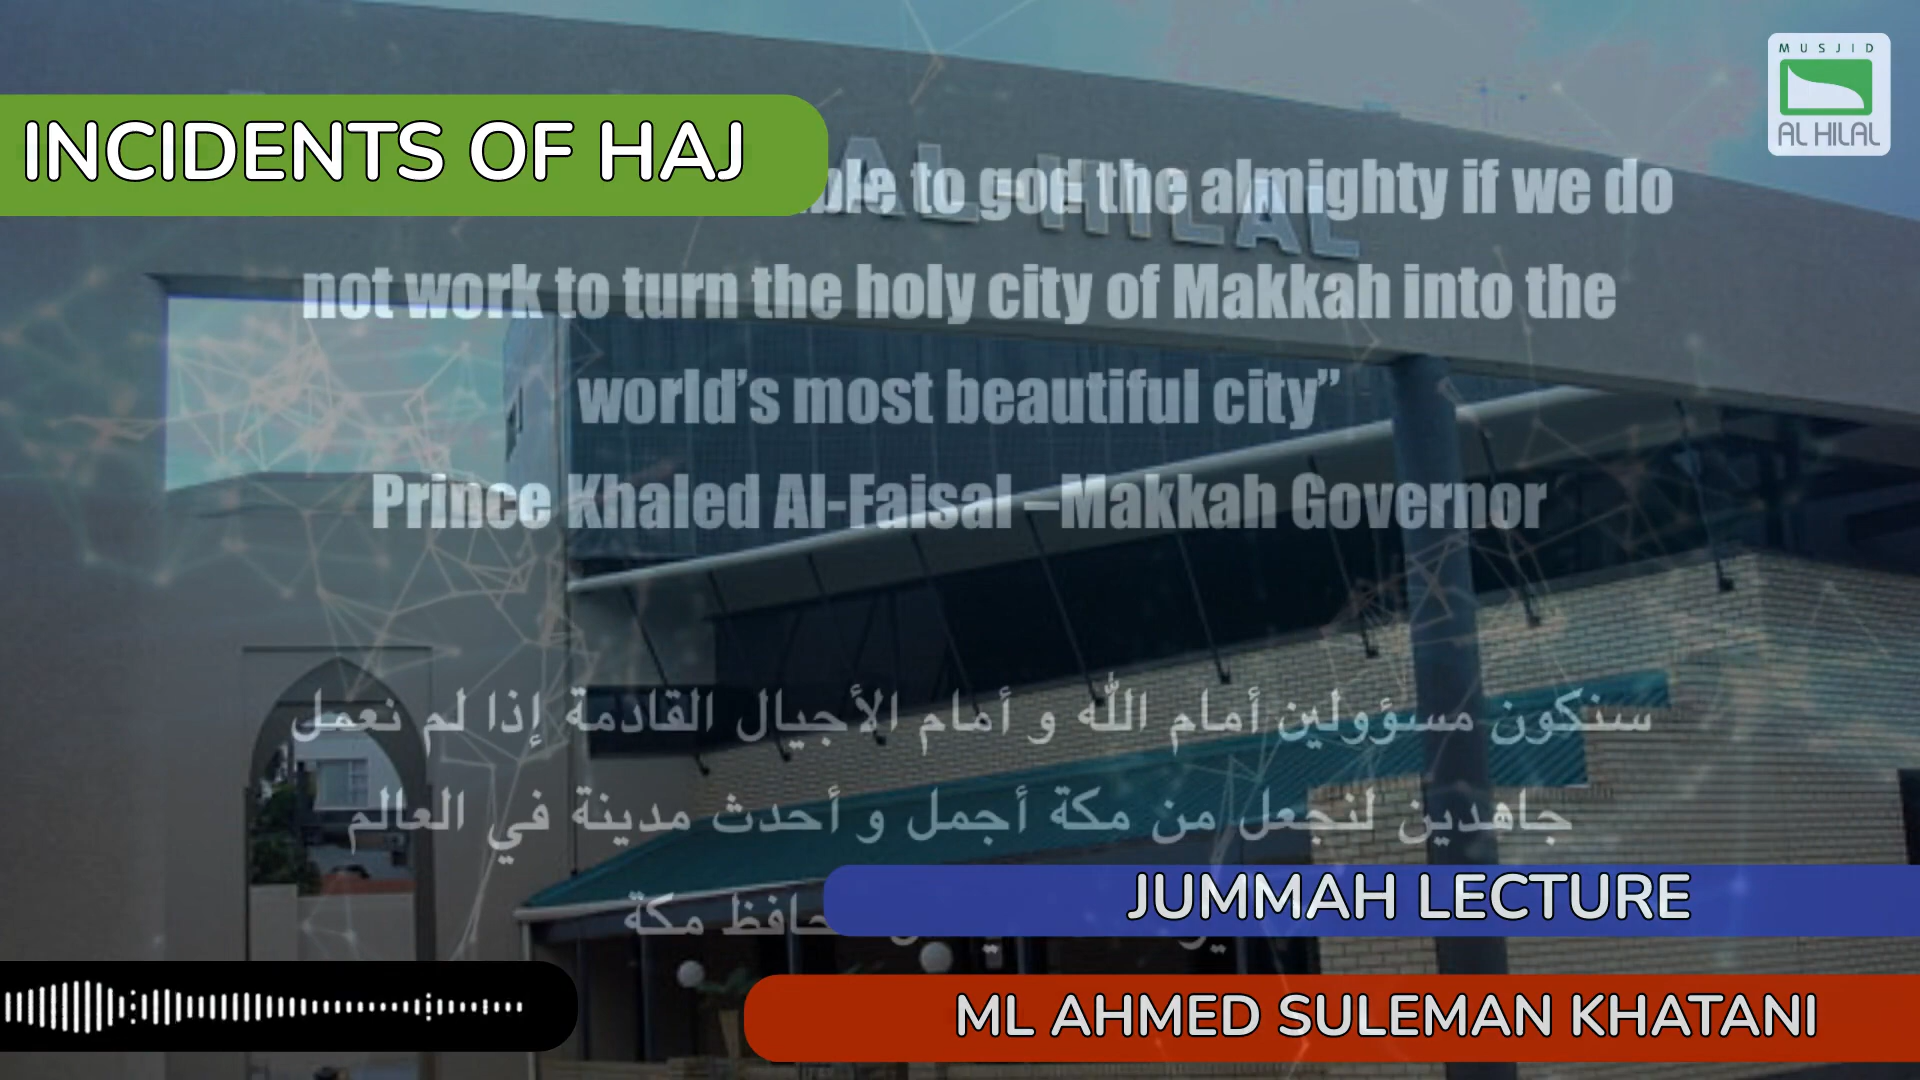 MUSJID
AL HILAL
INCIDENTS OF HAJ
AL-HILAL
to god the almighty if we do
not work to turn the holy city of Makkah into the
world’s most beautiful city”
Prince Khaled Al-Faisal –Makkah Governor
سنكون مسؤولين أمام الله و أمام الأجيال القادمة إذا لم نعمل
جاهدين لنجعل من مكة أجمل و أحدث مدينة في العالم
مكة
JUMMAH LECTURE
ML AHMED SULEMAN KHATANI